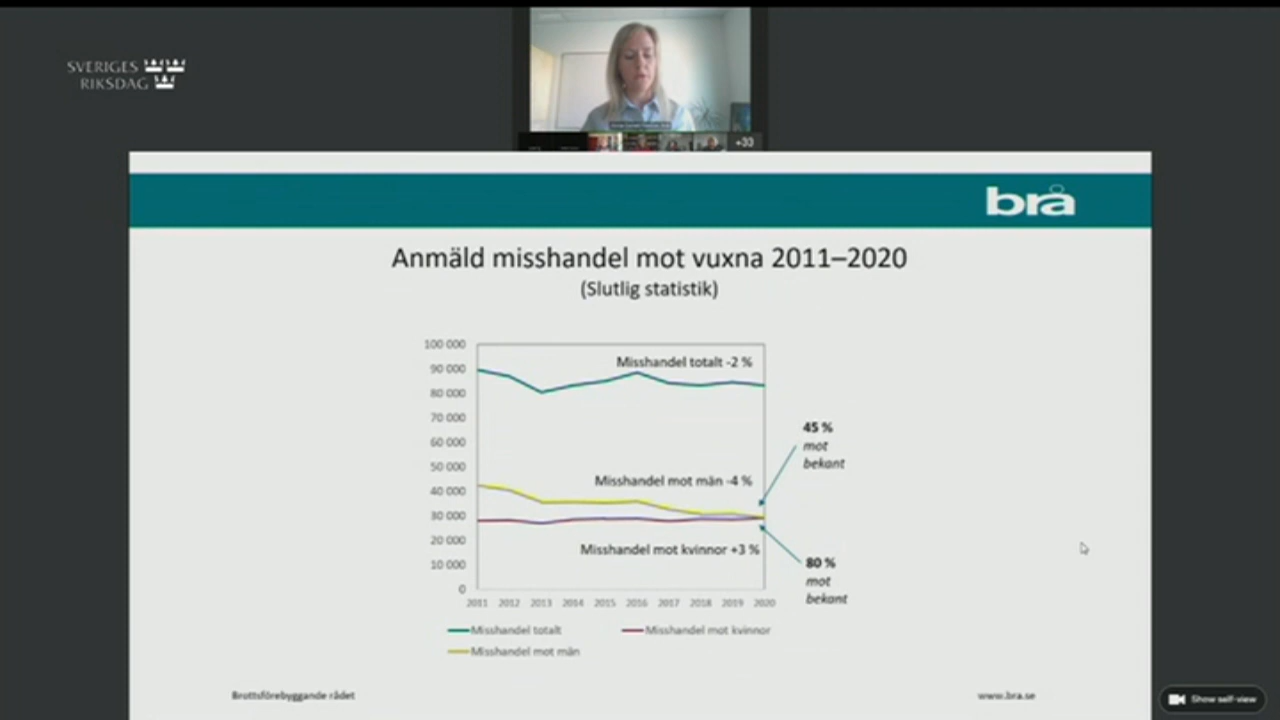 SVERIGES
RIKSDAG
+33
brå
Anmäld misshandel mot vuxna 2011–2020
(Slutlig statistik)
100 000
90 000
80 000
70 000
60 000
50 000
40 000
30 000
20 000
10 000
0
Misshandel totalt -2 %
Misshandel mot män -4 %
Misshandel mot kvinnor +3 %
45 %
mot
bekant
80 %
mot
bekant
2011 2012 2013 2014 2015 2016 2017 2018 2019 2020
Misshandel totalt Misshandel mot kvinnor
Misshandel mot män
Brottsförebyggande rådet www.bra.se
Show self-view